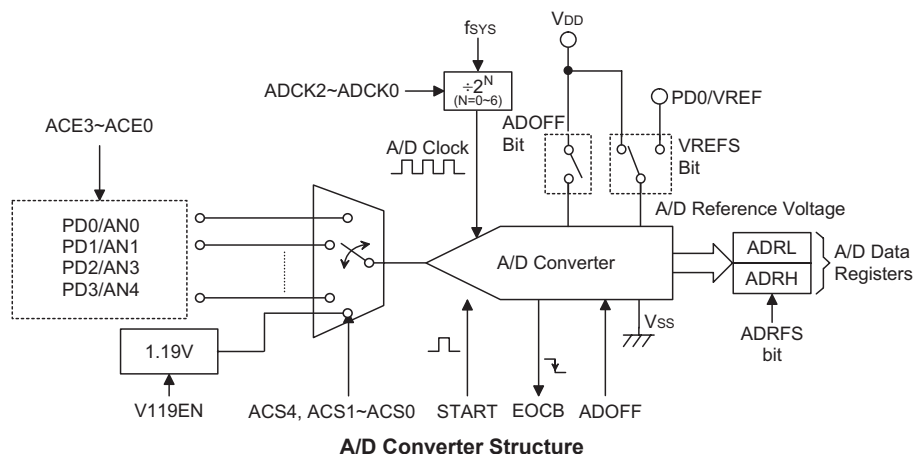 fSYS
VDD
÷2^N
(N=0~6)
ADCK2~ADCK0
PD0/VREF
ADOFF
Bit
VREFS
Bit
ACE3~ACE0
A/D Clock
A/D Reference Voltage
PD0/AN0
PD1/AN1
PD2/AN3
PD3/AN4
A/D Converter
ADRL
ADRH
A/D Data
Registers
VSS
1.19V
ADRFS
bit
V119EN
ACS4, ACS1~ACS0
START
EOCB
ADOFF
A/D Converter Structure